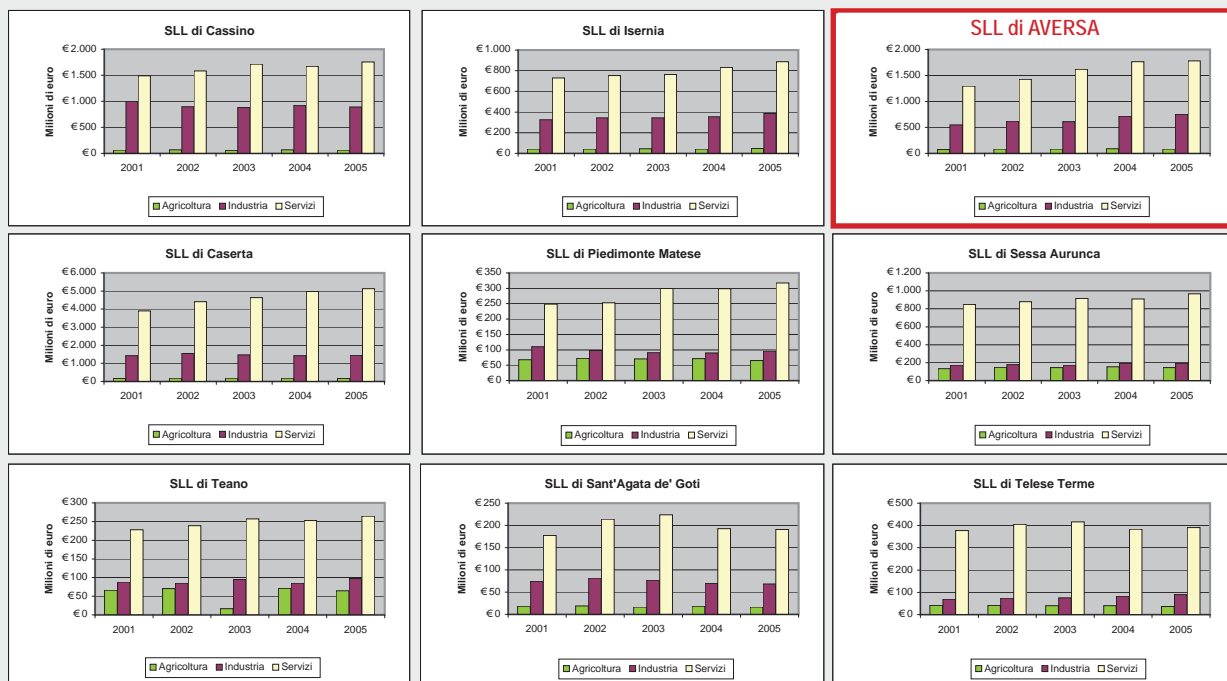 SLL di Cassino
€2.000
€1.500
€1.000
€500
€0
Milioni di euro
2001 2002 2003 2004 2005
Agricoltura Industria Servizi
SLL di Isernia
€1.000
€800
€600
€400
€200
€0
Milioni di euro
2001 2002 2003 2004 2005
Agricoltura Industria Servizi
SLL di AVERSA
€2.000
€1.500
€1.000
€500
€0
Milioni di euro
2001 2002 2003 2004 2005
Agricoltura Industria Servizi
SLL di Caserta
€6.000
€5.000
€4.000
€3.000
€2.000
€1.000
€0
Milioni di euro
2001 2002 2003 2004 2005
Agricoltura Industria Servizi
SLL di Piedimonte Matese
€350
€300
€250
€200
€150
€100
€50
€0
Milioni di euro
2001 2002 2003 2004 2005
Agricoltura Industria Servizi
SLL di Sessa Aurunca
€1.200
€1.000
€800
€600
€400
€200
€0
Milioni di euro
2001 2002 2003 2004 2005
Agricoltura Industria Servizi
SLL di Teano
€300
€250
€200
€150
€100
€50
€0
Milioni di euro
2001 2002 2003 2004 2005
Agricoltura Industria Servizi
SLL di Sant'Agata de' Goti
€250
€200
€150
€100
€50
€0
Milioni di euro
2001 2002 2003 2004 2005
Agricoltura Industria Servizi
SLL di Telese Terme
€500
€400
€300
€200
€100
€0
Milioni di euro
2001 2002 2003 2004 2005
Agricoltura Industria Servizi